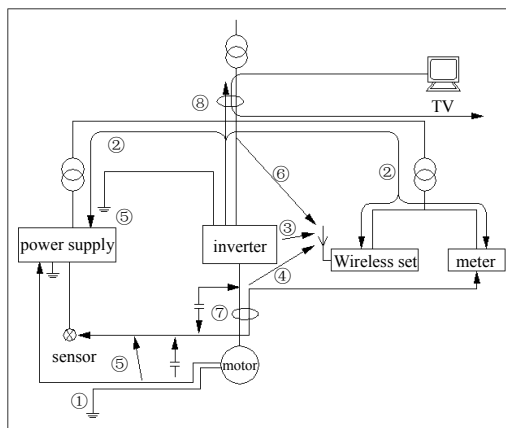 ⑧
TV
②
②
⑥
⑤
③
power supply
inverter
Wireless set
meter
④
⑦
sensor
⑤
motor
①